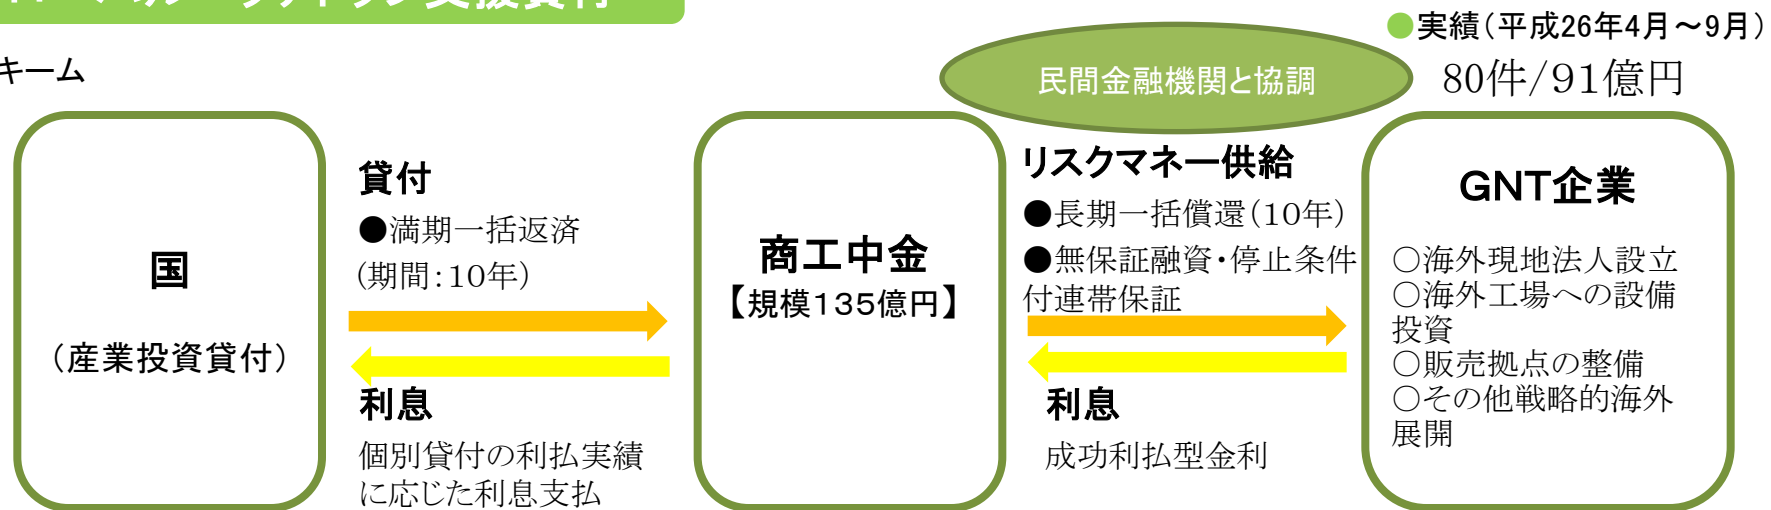 ●実績（平成26年4月～9月）
キーム
民間金融機関と協調
80件/91億円
国
（産業投資貸付）
貸付
●満期一括返済
（期間：10年）
利息
個別貸付の利払実績
に応じた利息支払
商工中金
【規模135億円】
リスクマネー供給
●長期一括償還（10年）
●無保証融資・停止条件
付連帯保証
利息
成功利払型金利
GNT企業
○海外現地法人設立
○海外工場への設備
投資
○販売拠点の整備
○その他戦略的海外
展開